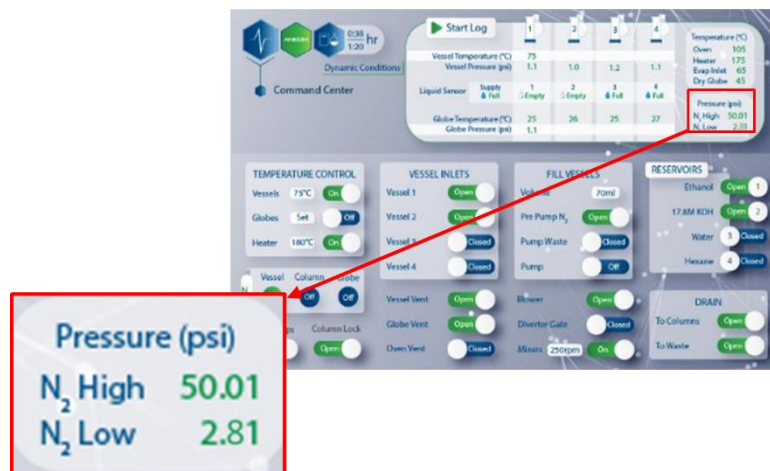 ANKOM
0:38
1:20 hr
Dynamic Conditions
Command Center
Start Log
1 2 3 4
Vessel Temperature (°C) 75
Vessel Pressure (psi) 1.1 1.0 1.2 1.1
Liquid Sensor Supply Full 1 Empty 2 Empty 3 Full 4 Full
Globe Temperature (°C) 25 26 25 27
Globe Pressure (psi) 1.1
Temperature (°C)
Oven 105
Heater 175
Evap Inlet 65
Dry Globe 45
Pressure (psi)
N2 High 50.01
N2 Low 2.81
TEMPERATURE CONTROL
Vessels 75°C On
Globes Set Off
Heater 180°C On
Vessel Column Globe
N
Off Off
Column Lock
Open
VESSEL INLETS
Vessel 1 Open
Vessel 2 Open
Vessel 3 Closed
Vessel 4 Closed
Vessel Vent Open
Globe Vent Open
Oven Vent Closed
FILL VESSELS
Volume 70ml
Pre Pump N2 Open
Pump Waste Closed
Pump Off
Blower Open
Diverter Gate Closed
Mixers 250rpm On
RESERVOIRS
Ethanol Open 1
17.8M KOH Open 2
Water 3 Closed
Hexane 4 Closed
DRAIN
To Columns Open
To Waste Open
Pressure (psi)
N2 High 50.01
N2 Low 2.81